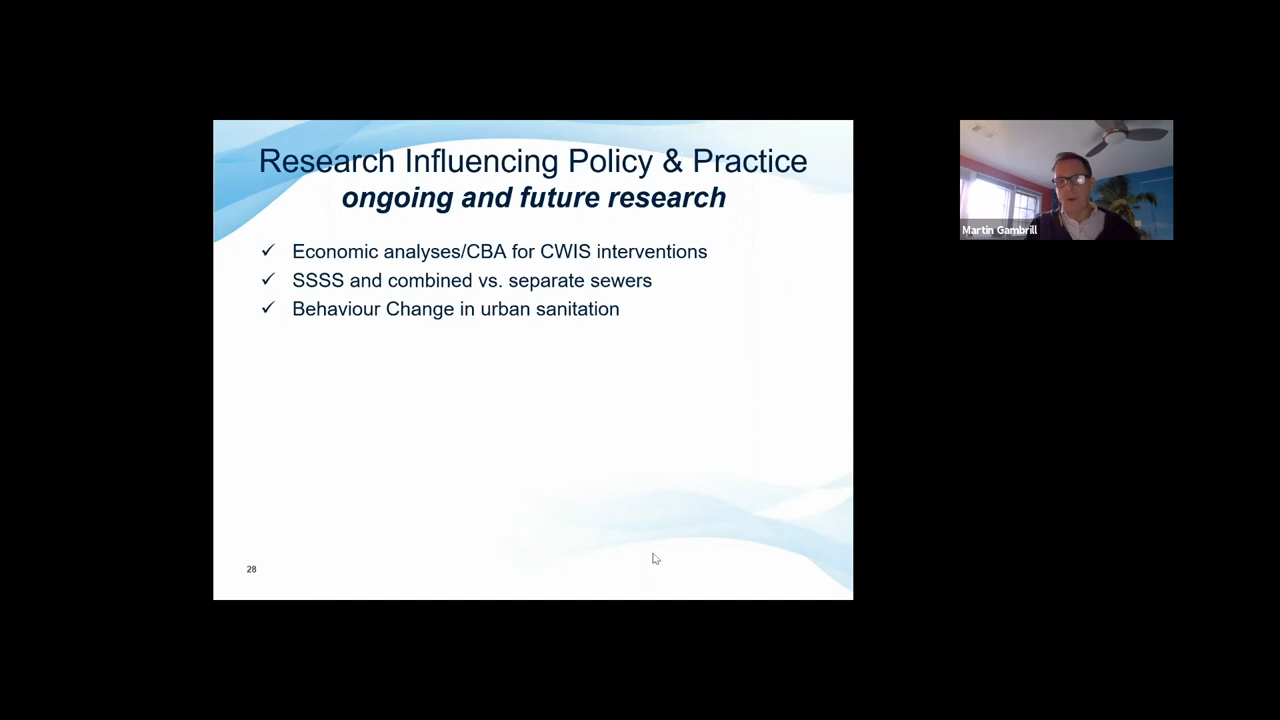 Research Influencing Policy & Practice
ongoing and future research
✓ Economic analyses/CBA for CWIS interventions
✓ SSSS and combined vs. separate sewers
✓ Behaviour Change in urban sanitation
28
Martin Gambrill